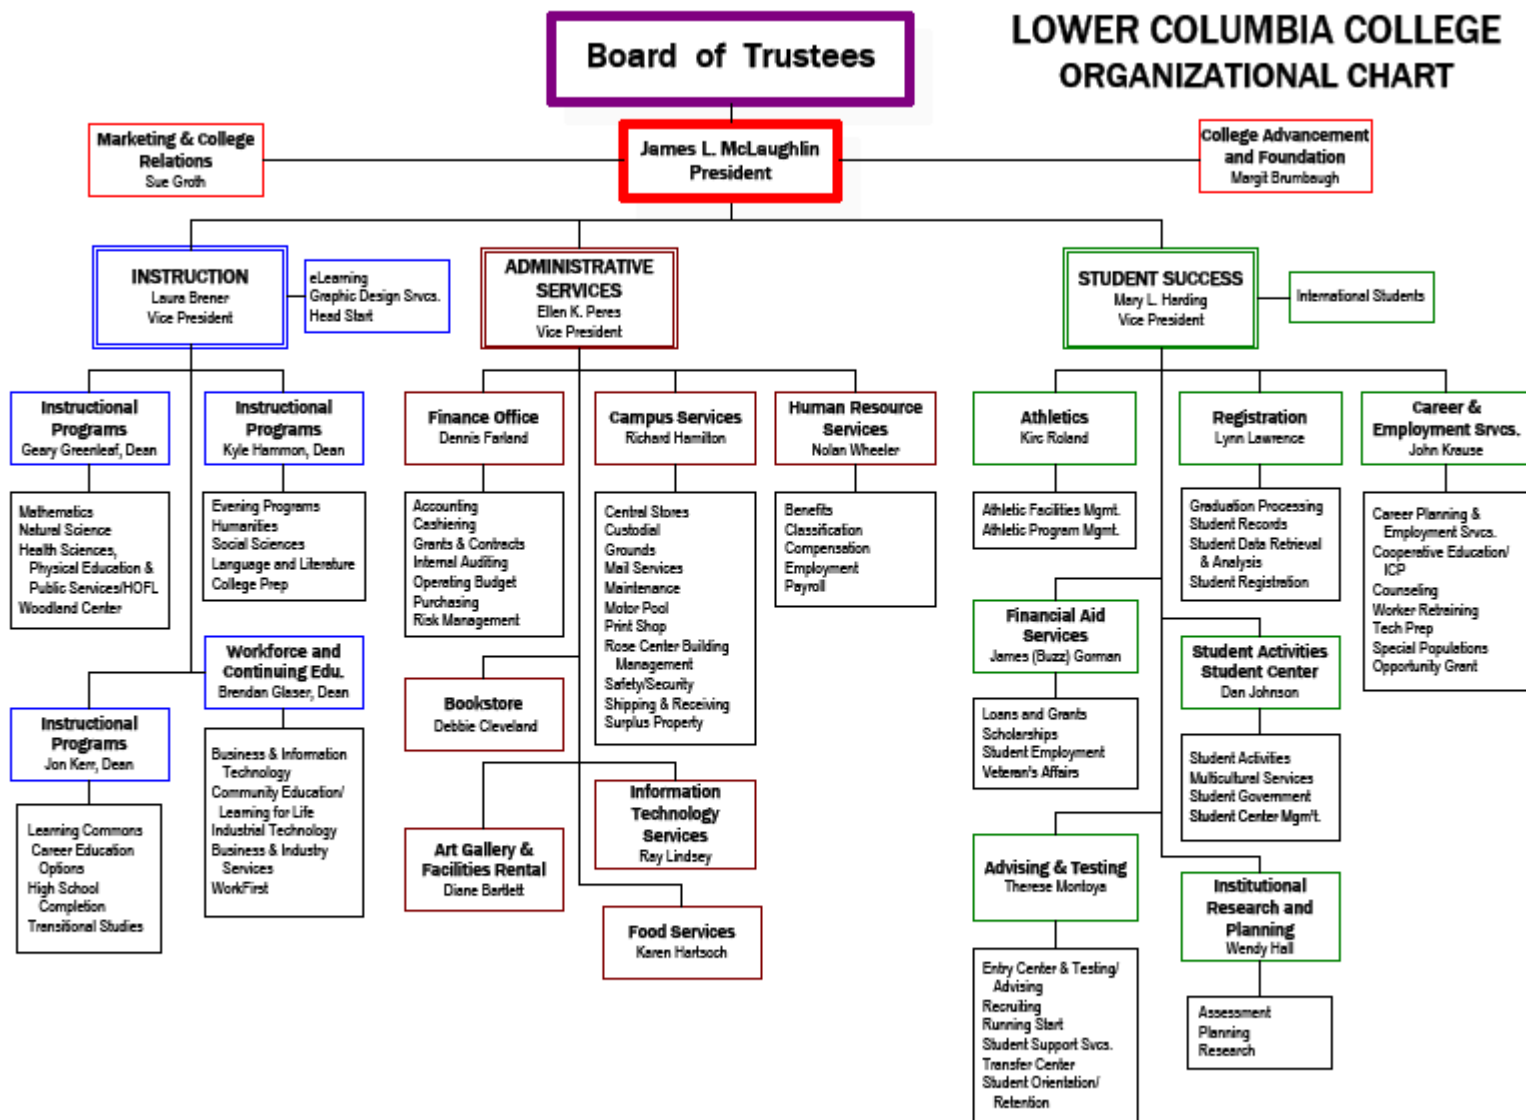 LOWER COLUMBIA COLLEGE
ORGANIZATIONAL CHART
Board of Trustees
Marketing & College
Relations
Sue Groth
James L. McLaughlin
President
College Advancement
and Foundation
Margit Brumbaugh
INSTRUCTION
Laura Brener
Vice President
eLearning
Graphic Design Srvcs.
Head Start
ADMINISTRATIVE
SERVICES
Ellen K. Peres
Vice President
STUDENT SUCCESS
Mary L. Harding
Vice President
International Students
Instructional
Programs
Geary Greenleaf, Dean
Instructional
Programs
Kyle Hammon, Dean
Finance Office
Dennis Farland
Campus Services
Richard Hamilton
Human Resource
Services
Nolan Wheeler
Athletics
Kirc Roland
Registration
Lynn Lawrence
Career &
Employment Srvcs.
John Krause
Mathematics
Natural Science
Health Sciences,
Physical Education &
Public Services/HOFL
Woodland Center
Evening Programs
Humanities
Social Sciences
Language and Literature
College Prep
Accounting
Cashiering
Grants & Contracts
Internal Auditing
Operating Budget
Purchasing
Risk Management
Central Stores
Custodial
Grounds
Mail Services
Maintenance
Motor Pool
Print Shop
Rose Center Building
Management
Safety/Security
Shipping & Receiving
Surplus Property
Benefits
Classification
Compensation
Employment
Payroll
Athletic Facilities Mgmt.
Athletic Program Mgmt.
Graduation Processing
Student Records
Student Data Retrieval
& Analysis
Student Registration
Career Planning &
Employment Srvcs.
Cooperative Education/
ICP
Counseling
Worker Retraining
Tech Prep
Special Populations
Opportunity Grant
Workforce and
Continuing Edu.
Brendan Glaser, Dean
Instructional
Programs
Jon Kerr, Dean
Bookstore
Debbie Cleveland
Financial Aid
Services
James (Buzz) Gorman
Student Activities
Student Center
Dan Johnson
Business & Information
Technology
Community Education/
Learning for Life
Industrial Technology
Business & Industry
Services
WorkFirst
Loans and Grants
Scholarships
Student Employment
Veteran's Affairs
Student Activities
Multicultural Services
Student Government
Student Center Mgm't.
Learning Commons
Career Education
Options
High School
Completion
Transitional Studies
Art Gallery &
Facilities Rental
Diane Bartlett
Information
Technology
Services
Ray Lindsey
Advising & Testing
Therese Montoya
Institutional
Research and
Planning
Wendy Hall
Food Services
Karen Hartsoch
Entry Center & Testing/
Advising
Recruiting
Running Start
Student Support Svcs.
Transfer Center
Student Orientation/
Retention
Assessment
Planning
Research